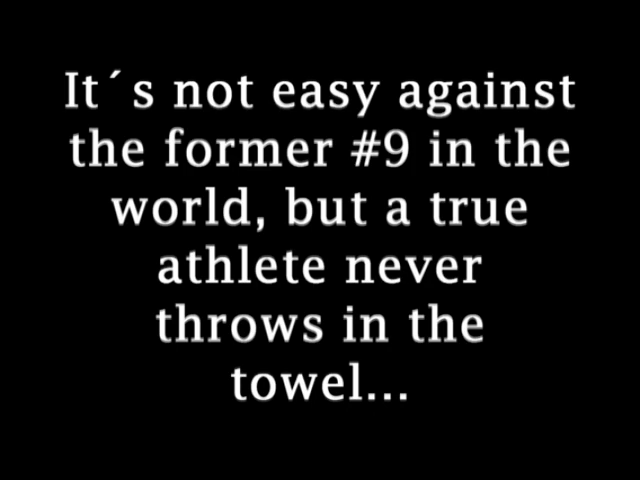 It´s not easy against
the former #9 in the
world, but a true
athlete never
throws in the
towel...